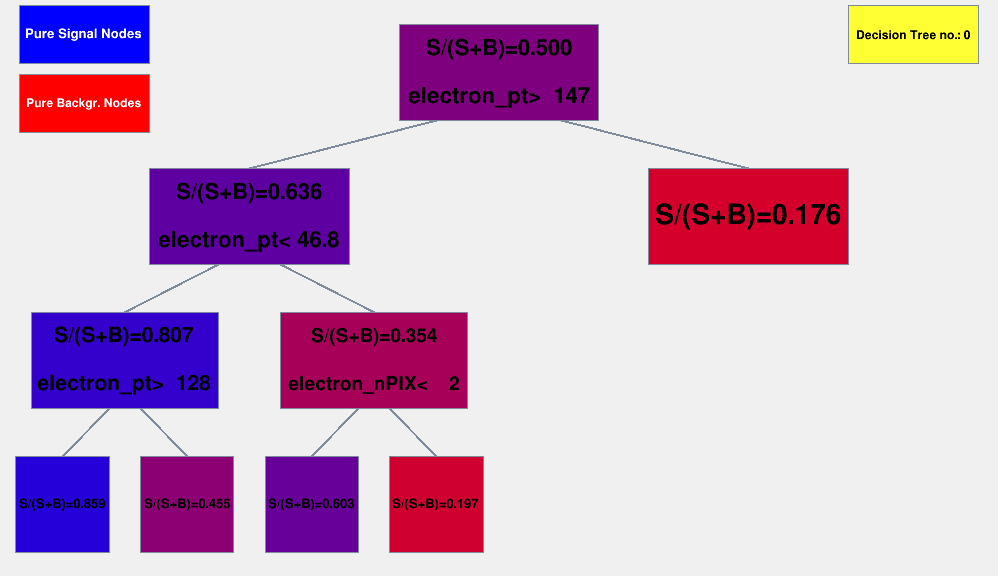 Pure Signal Nodes
Pure Backgr. Nodes
Decision Tree no.: 0
S/(S+B)=0.500
electron_pt> 147
S/(S+B)=0.636
electron_pt< 46.8
S/(S+B)=0.176
S/(S+B)=0.807
electron_pt> 128
S/(S+B)=0.354
electron_nPIX< 2
S/(S+B)=0.859
S/(S+B)=0.455
S/(S+B)=0.603
S/(S+B)=0.197